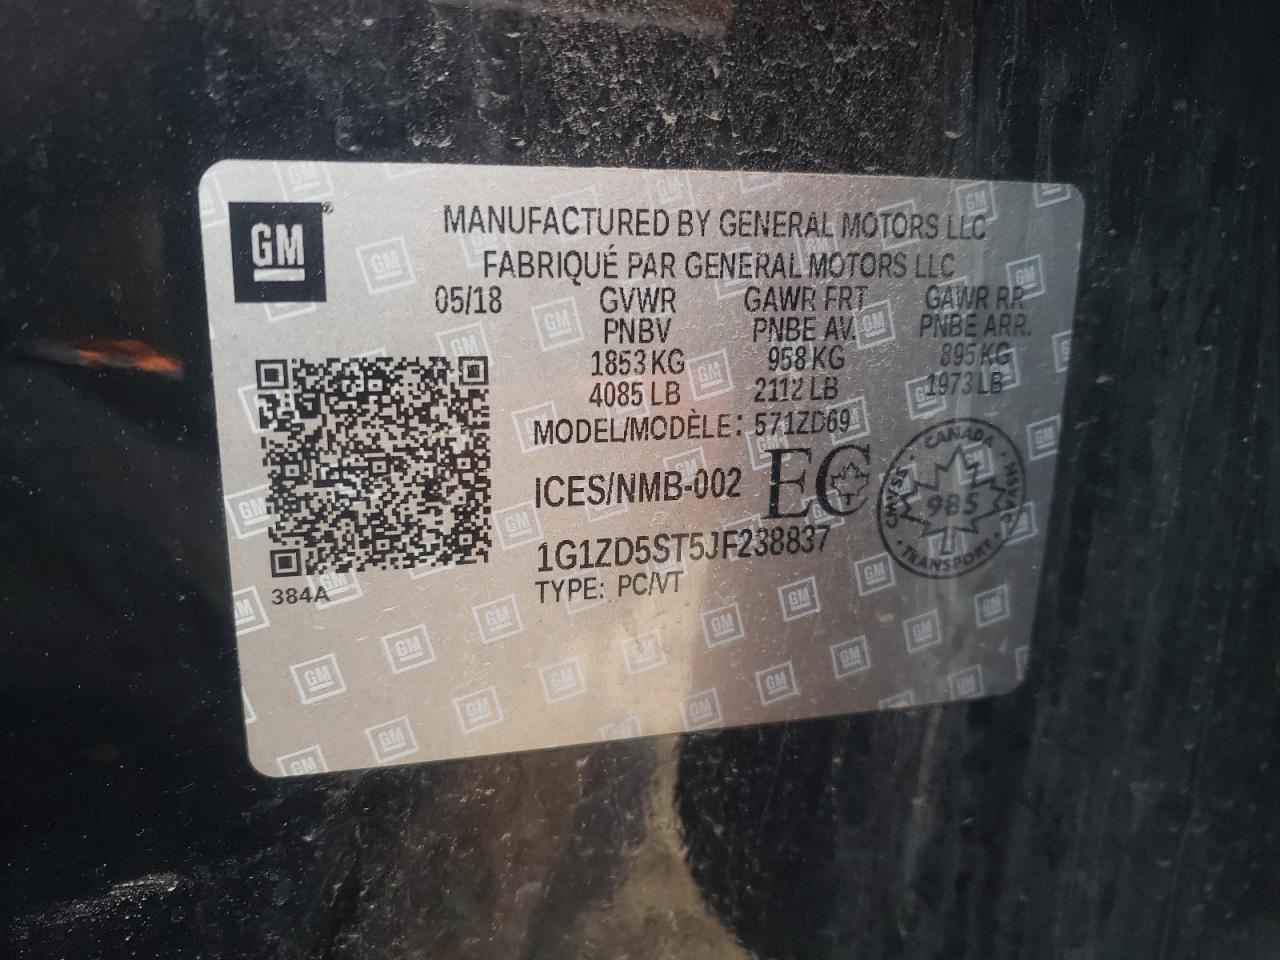 GM
MANUFACTURED BY GENERAL MOTORS LLC
FABRIQUÉ PAR GENERAL MOTORS LLC
05/18 GVWR GAWR FRT GAWR RR
PNBV PNBE AV. PNBE ARR.
1853 KG 958 KG 895 KG
4085 LB 2112 LB 1973 LB
MODEL/MODÈLE: 571ZD69
ICES/NMB-002 EC
CANADA
CMVSS 985 NSVAC
TRANSPORT
1G1ZD5ST5JF238837
384A TYPE: PC/VT